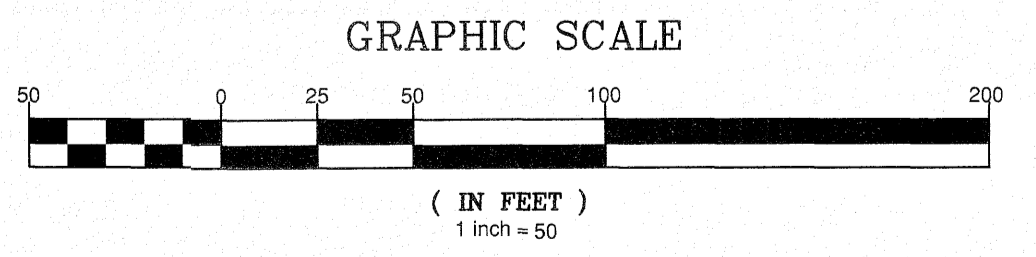 GRAPHIC SCALE
50 0 25 50 100 200
( IN FEET )
1 inch = 50